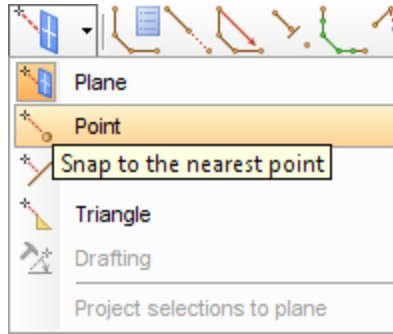 Plane
Point
Snap to the nearest point
Triangle
Drafting
Project selections to plane